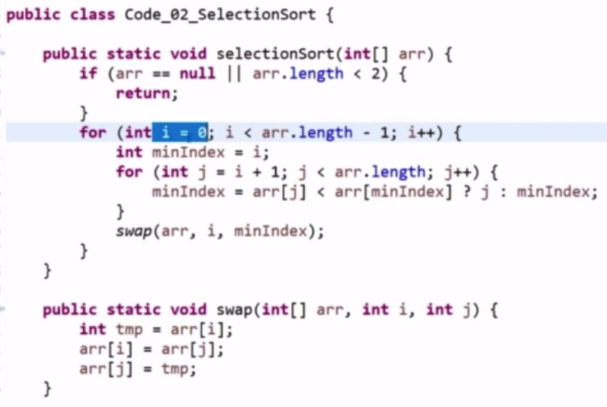 public class Code_02_SelectionSort {
public static void selectionSort(int[] arr) {
if (arr == null || arr.length < 2) {
return;
}
for (int i = 0; i < arr.length - 1; i++) {
int minIndex = i;
for (int j = i + 1; j < arr.length; j++) {
minIndex = arr[j] < arr[minIndex] ? j : minIndex;
}
swap(arr, i, minIndex);
}
}
public static void swap(int[] arr, int i, int j) {
int tmp = arr[i];
arr[i] = arr[j];
arr[j] = tmp;
}